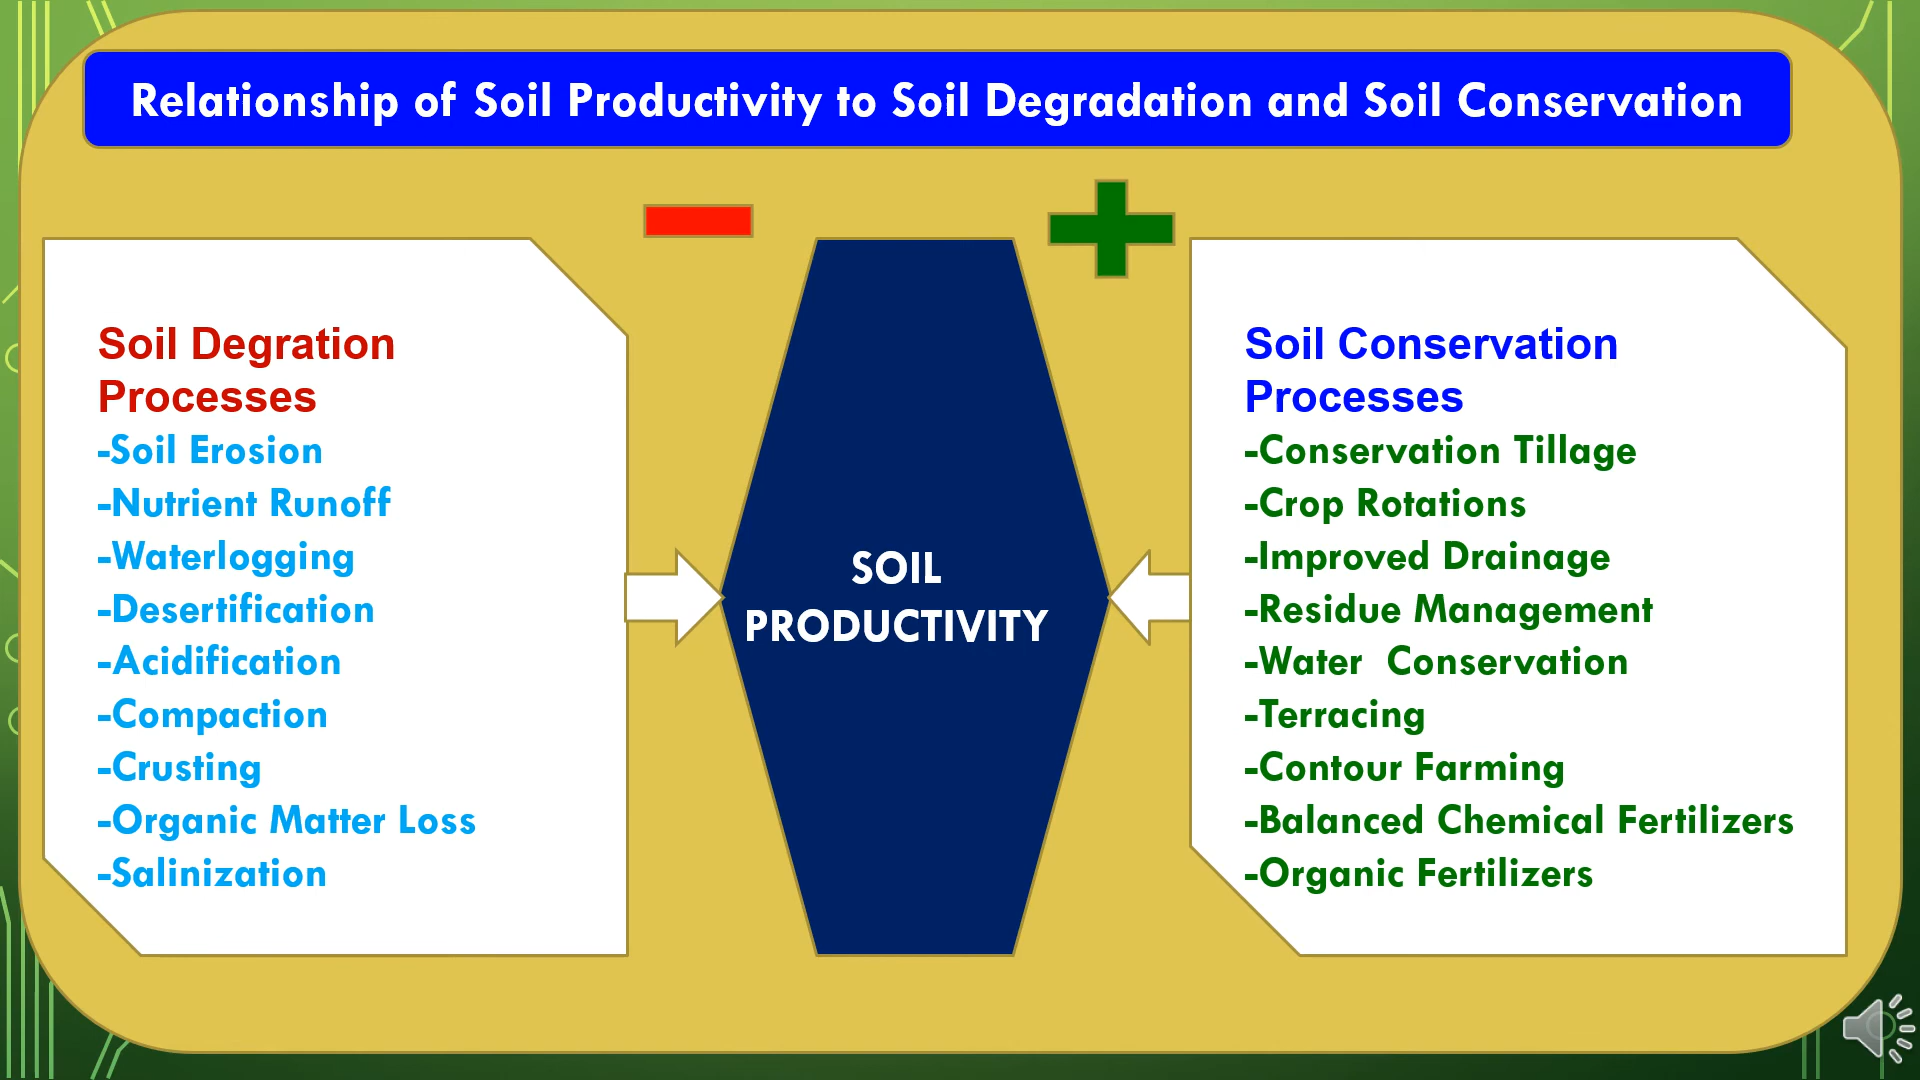 Relationship of Soil Productivity to Soil Degradation and Soil Conservation
Soil Degration
Processes
-Soil Erosion
-Nutrient Runoff
-Waterlogging
-Desertification
-Acidification
-Compaction
-Crusting
-Organic Matter Loss
-Salinization
SOIL
PRODUCTIVITY
Soil Conservation
Processes
-Conservation Tillage
-Crop Rotations
-Improved Drainage
-Residue Management
-Water  Conservation
-Terracing
-Contour Farming
-Balanced Chemical Fertilizers
-Organic Fertilizers